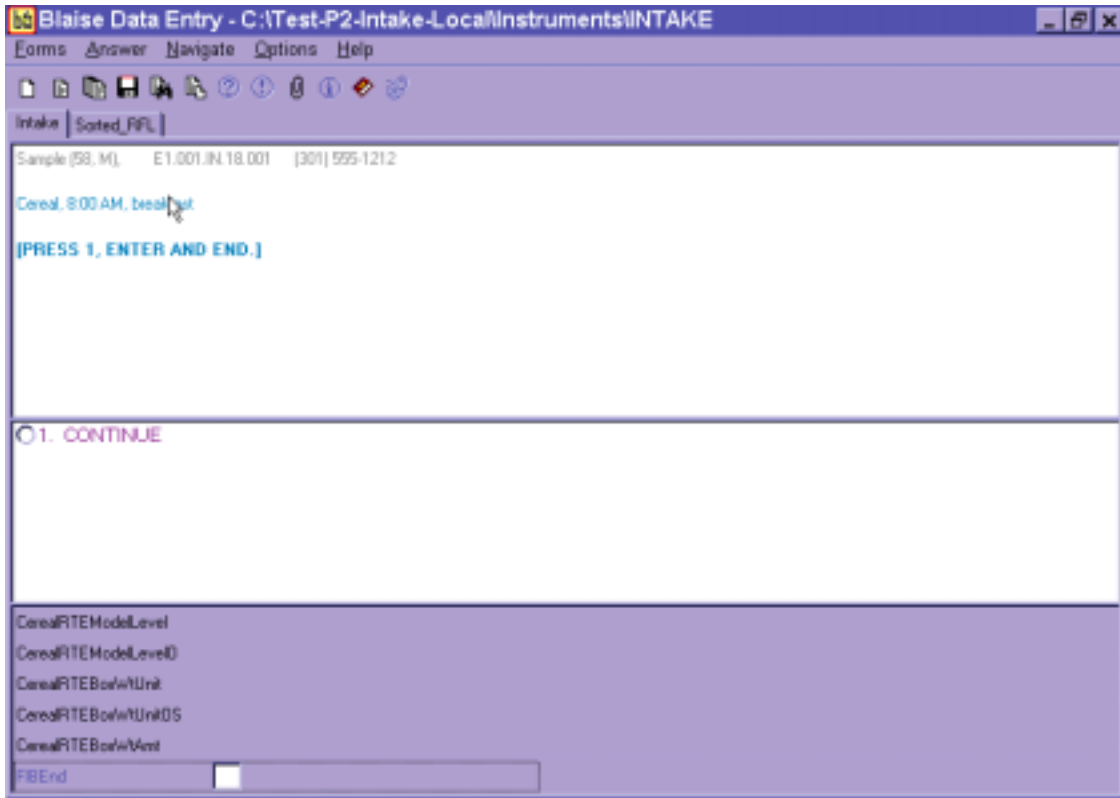 Blaise Data Entry - C:\Test-P2-Intake-Local\Instruments\INTAKE
Forms Answer Navigate Options Help
Intake Sorted_RFL
Sample (58, M), E1.001.IN.18.001 (301) 555-1212
Cereal, 8:00 AM, breakfast
[PRESS 1, ENTER AND END.]
1. CONTINUE
CerealRTEModelLevel
CerealRTEModelLevelO
CerealRTEBoxWtUnit
CerealRTEBoxWtUnitOS
CerealRTEBoxWtAmt
FIBEnd